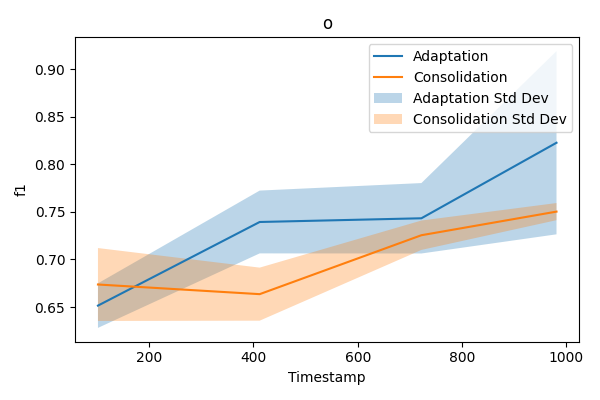 o
Adaptation
Consolidation
Adaptation Std Dev
Consolidation Std Dev
0.90
0.85
0.80
0.75
0.70
0.65
f1
200
400
600
800
1000
Timestamp